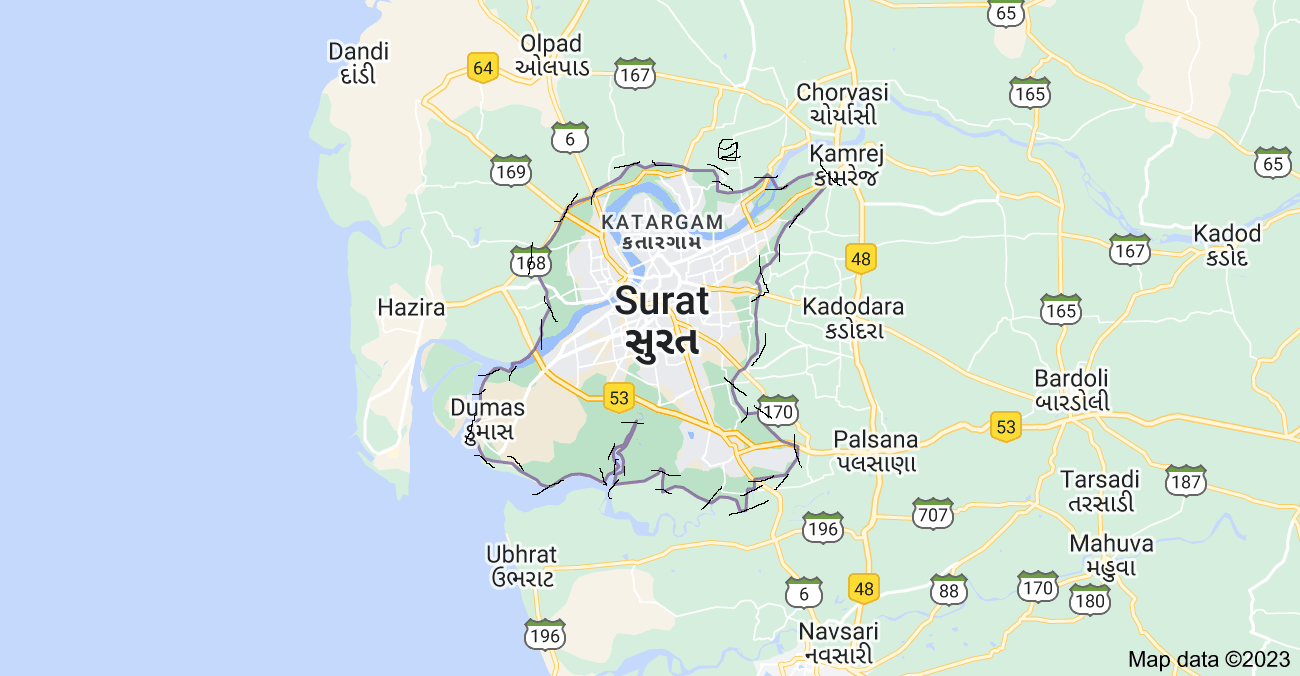 65
Dandi
દાંડી
Olpad
ઓલપાડ
64
167
Chorvasi
ચોર્યાસી
165
6
Kamrej
કામરેજ
65
169
KATARGAM
કતારગામ
Kadod
કડોદ
167
168
48
Hazira
Surat
સુરત
Kadodara
કડોદરા
165
Bardoli
બારડોલી
53
Dumas
ડુમાસ
170
53
Palsana
પલસાણા
Tarsadi
તરસાડી
187
707
196
Mahuva
મહુવા
Ubhrat
ઉભરાટ
6
48
88
170
180
196
Navsari
નવસારી
Map data ©2023